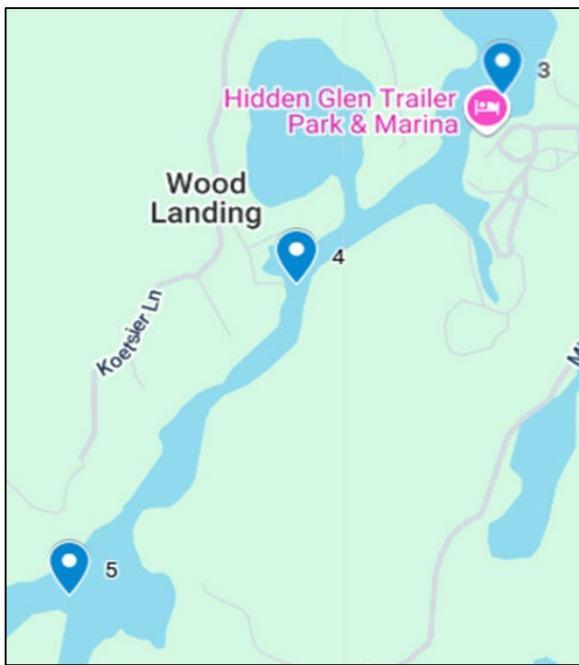 3
Hidden Glen Trailer
Park & Marina
Wood
Landing
4
Koetsier Ln
5